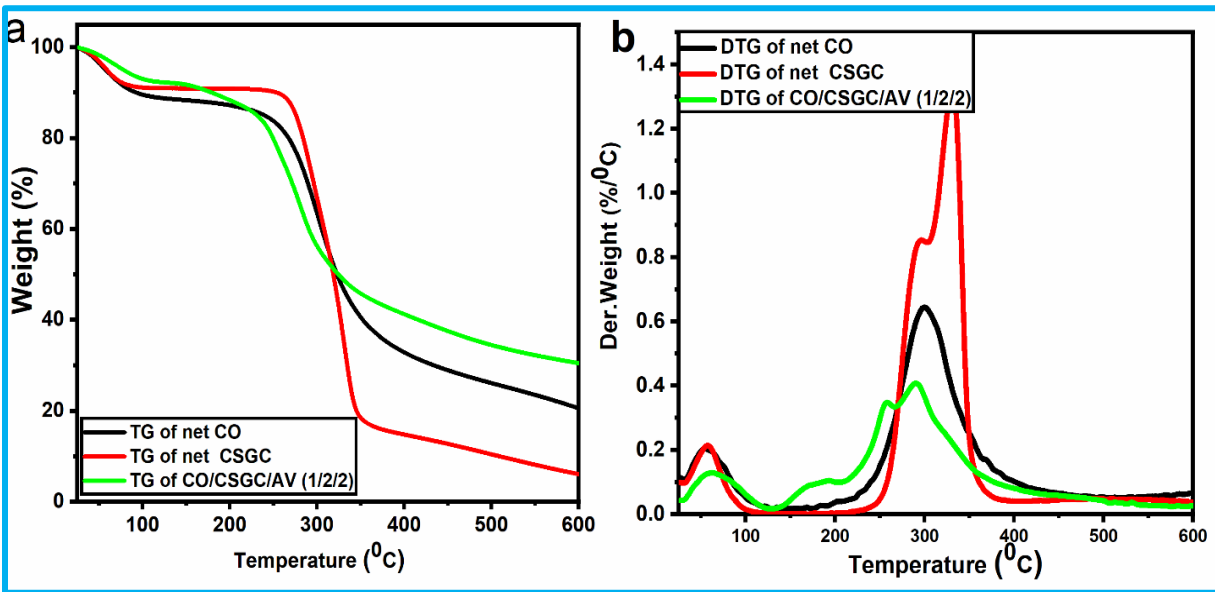 a
100
80
60
40
20
0
Weight (%)
TG of net CO
TG of net CSGC
TG of CO/CSGC/AV (1/2/2)
100 200 300 400 500 600
Temperature (⁰C)
b
DTG of net CO
DTG of net CSGC
DTG of CO/CSGC/AV (1/2/2)
1.4
1.2
1.0
0.8
0.6
0.4
0.2
0.0
Der.Weight (%/⁰C)
100 200 300 400 500 600
Temperature (⁰C)